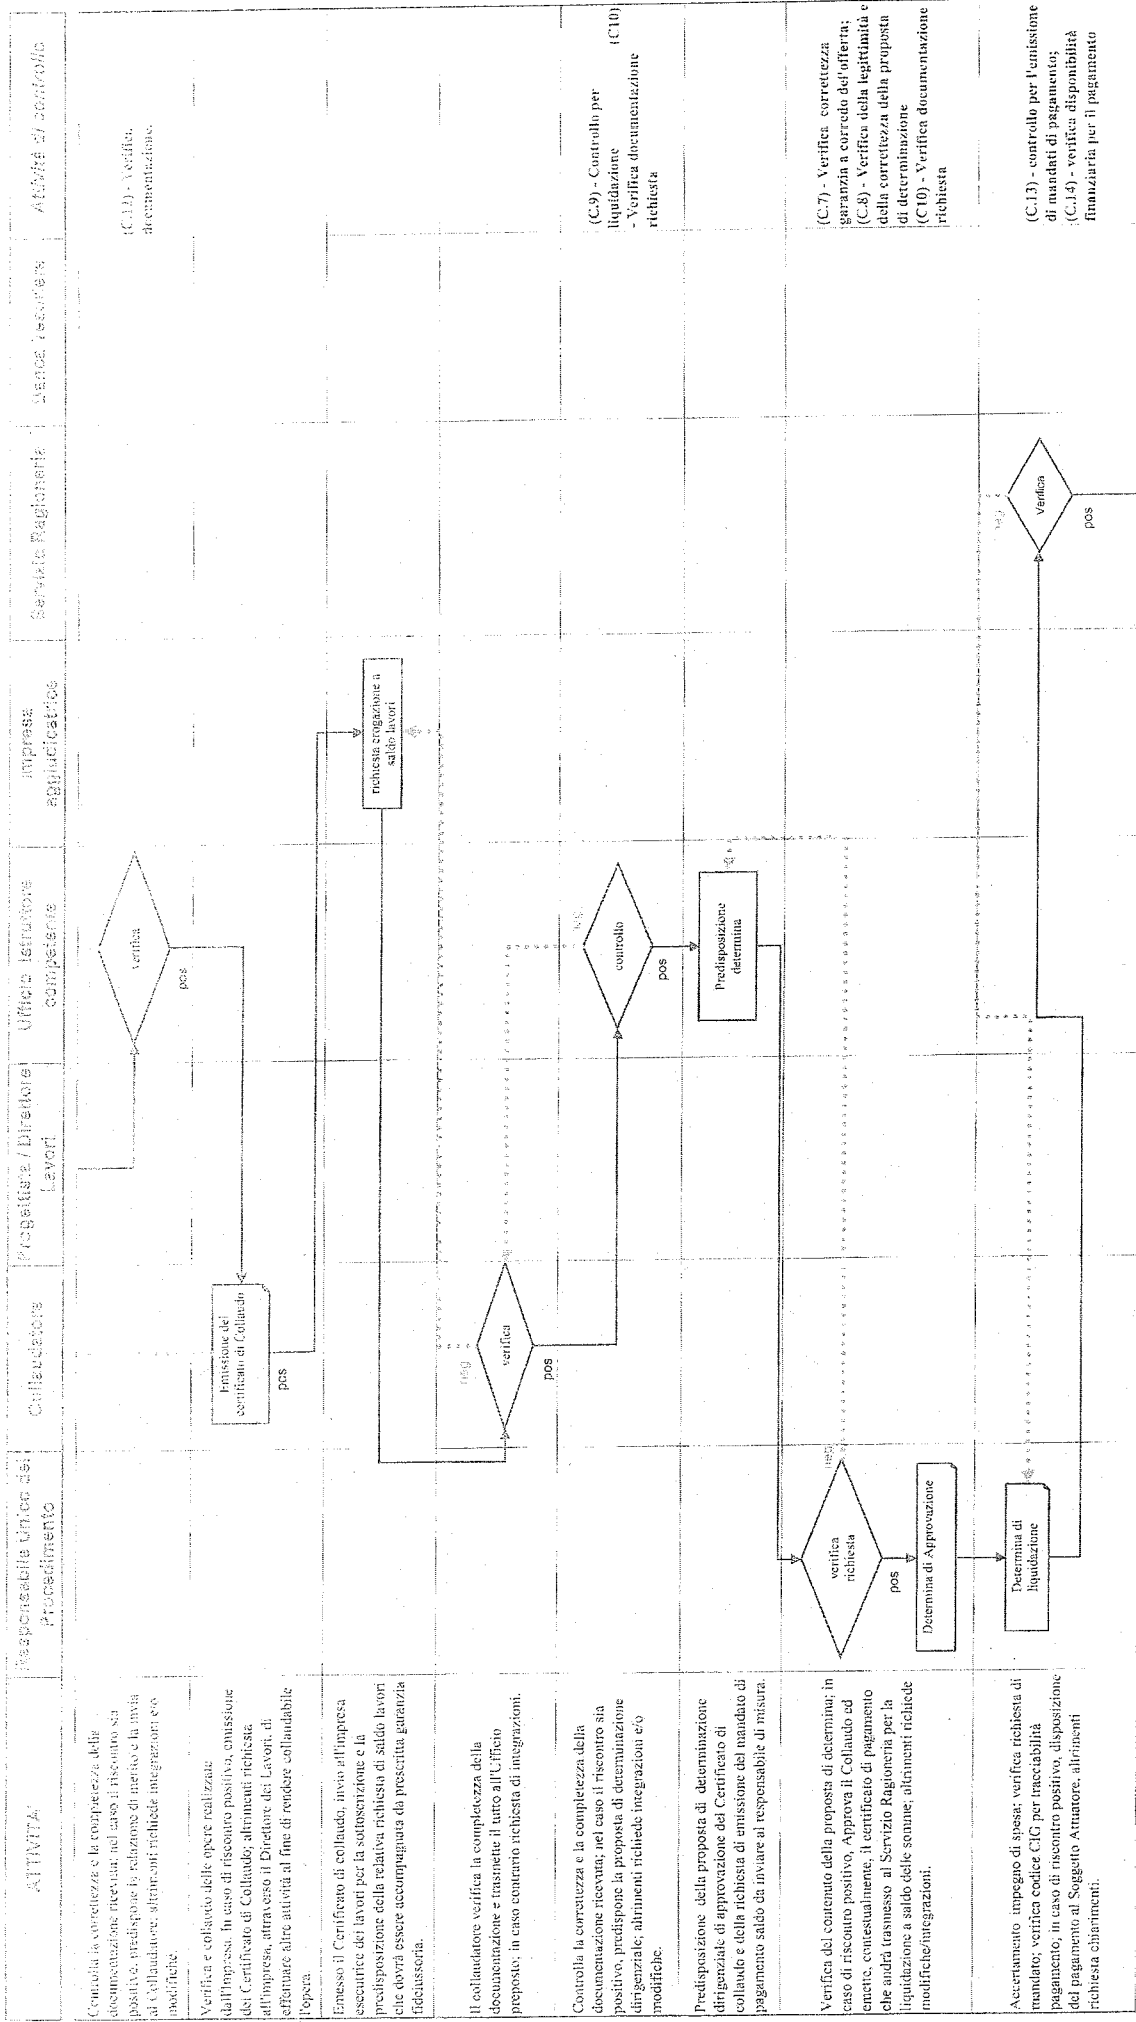 ATTIVITA'
Responsabile Unico del
Procedimento
Collaudatore
Progettista / Direttore
Lavori
Ufficio Istruttore
competente
Impresa
aggiudicatrice
Servizio Ragioneria
Banca Tesoriera
Attività di controllo
Controlla la correttezza e la completezza della
documentazione ricevuta; nel caso il riscontro sia
positivo, predispone la relazione di merito e la invia
al Collaudatore; altrimenti richiede integrazioni e/o
modifiche.
verifica
pos
(C.12) - Verifica
documentazione.
Verifica e collaudo delle opere realizzate
dall'Impresa. In caso di riscontro positivo, emissione
del Certificato di Collaudo; altrimenti richiesta
all'impresa, attraverso il Direttore dei Lavori, di
effettuare altre attività al fine di rendere collaudabile
l'opera
Emissione del
certificato di Collaudo
pos
Emesso il Certificato di collaudo, invio all'impresa
esecutrice dei lavori per la sottoscrizione e la
predisposizione della relativa richiesta di saldo lavori
che dovrà essere accompagnata da prescritta garanzia
fideiussoria.
richiesta erogazione a
saldo lavori
Il collaudatore verifica la completezza della
documentazione e trasmette il tutto all'Ufficio
preposto; in caso contrario richiesta di integrazioni.
neg
verifica
pos
Controlla la correttezza e la completezza della
documentazione ricevuta; nel caso il riscontro sia
positivo, predispone la proposta di determinazione
dirigenziale; altrimenti richiede integrazioni e/o
modifiche.
neg
controllo
pos
(C.9) - Controllo per
liquidazione (C10)
- Verifica documentazione
richiesta
Predisposizione della proposta di determinazione
dirigenziale di approvazione del Certificato di
collaudo e della richiesta di emissione del mandato di
pagamento saldo da inviare al responsabile di misura.
Predisposizione
determina
Verifica del contenuto della proposta di determina; in
caso di riscontro positivo, Approva il Collaudo ed
emette, contestualmente, il certificato di pagamento
che andrà trasmesso al Servizio Ragioneria per la
liquidazione a saldo delle somme; altrimenti richiede
modifiche/integrazioni.
neg
verifica
richiesta
pos
Determina di Approvazione
(C.7) - Verifica correttezza
garanzia a corredo del'offerta;
(C.8) - Verifica della legittimità e
della correttezza della proposta
di determinazione
(C10) - Verifica documentazione
richiesta
Accertamento impegno di spesa; verifica richiesta di
mandato; verifica codice CIG per tracciabilità
pagamento; in caso di riscontro positivo, disposizione
del pagamento al Soggetto Attuatore, altrimenti
richiesta chiarimenti.
Determina di
liquidazione
neg
Verifica
pos
(C.13) - controllo per l'emissione
di mandati di pagamento;
(C.14) - verifica disponibilità
finanziaria per il pagamento